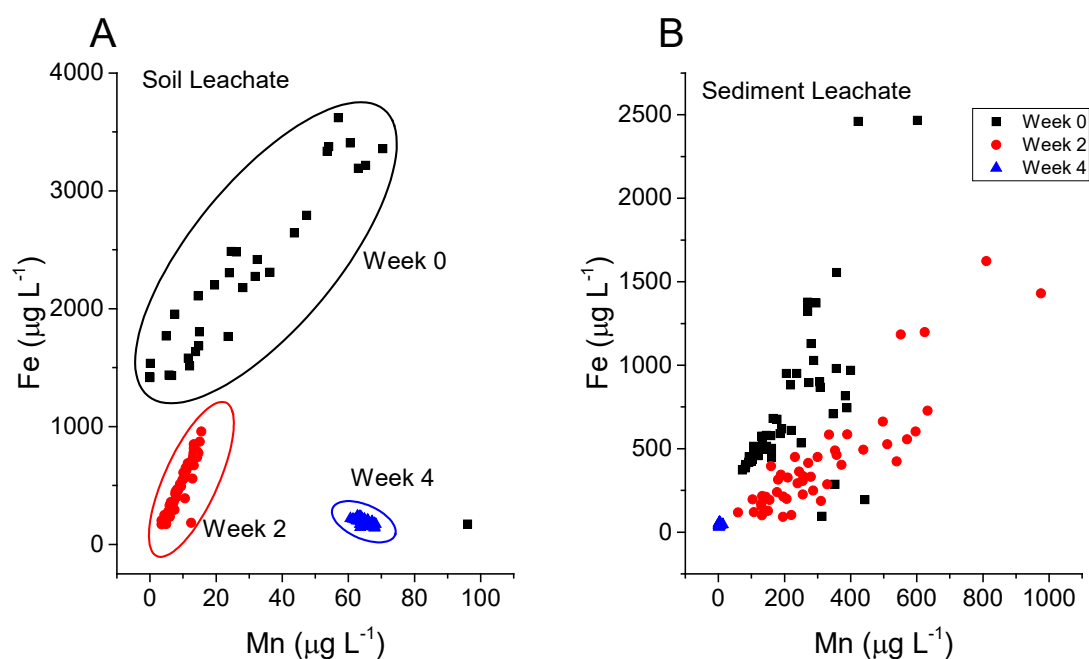 A
Soil Leachate
Fe (µg L⁻¹)
4000
3000
2000
1000
0
Week 0
Week 2
Week 4
0 20 40 60 80 100
Mn (µg L⁻¹)
B
Sediment Leachate
Week 0
Week 2
Week 4
Fe (µg L⁻¹)
2500
2000
1500
1000
500
0
0 200 400 600 800 1000
Mn (µg L⁻¹)